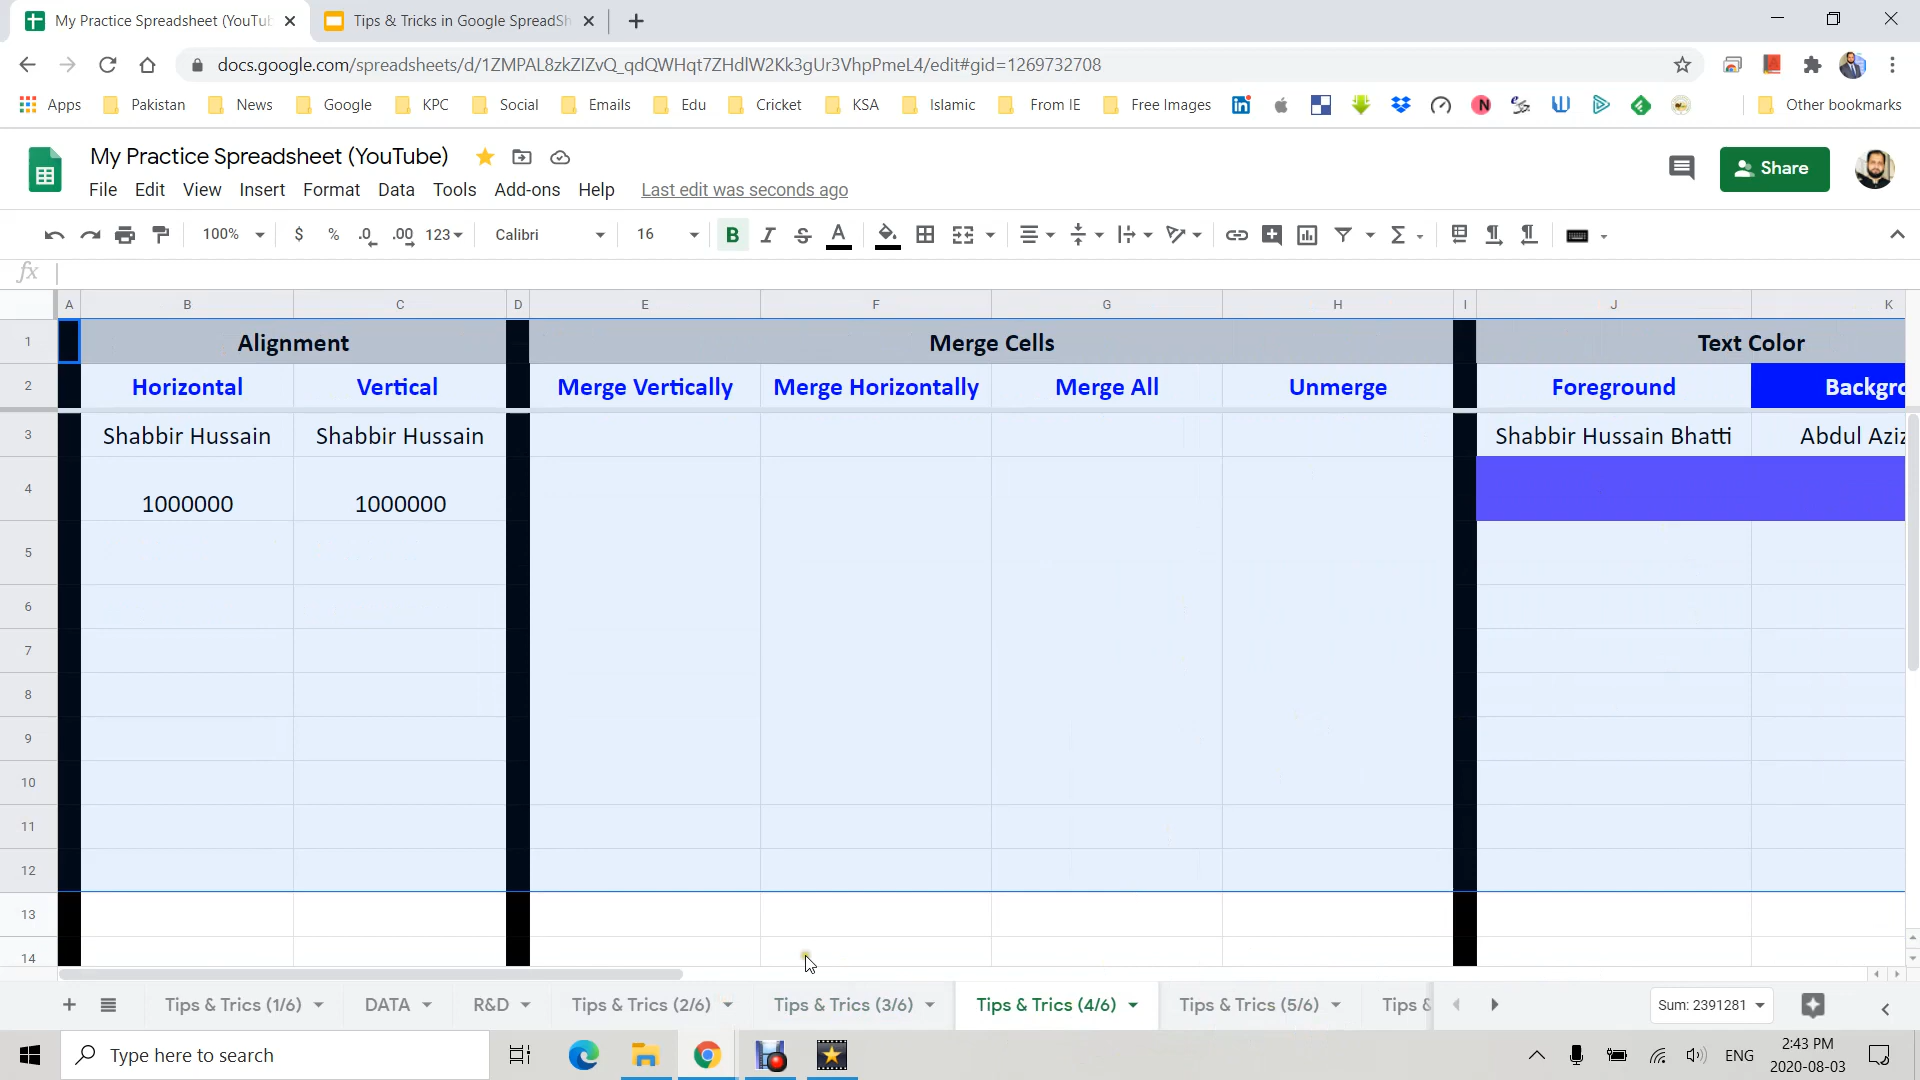 My Practice Spreadsheet (YouTub
Tips & Tricks in Google SpreadSh
docs.google.com/spreadsheets/d/1ZMPAL8zkZIZvQ_qdQWHqt7ZHdlW2Kk3gUr3VhpPmeL4/edit#gid=1269732708
Apps Pakistan News Google KPC Social Emails Edu Cricket KSA Islamic From IE Free Images Other bookmarks
My Practice Spreadsheet (YouTube)
Share
File Edit View Insert Format Data Tools Add-ons Help Last edit was seconds ago
100% $ % .0 .00 123 Calibri 16 B I S A
fx
A B C D E F G H I J K
1 Alignment Merge Cells Text Color
2 Horizontal Vertical Merge Vertically Merge Horizontally Merge All Unmerge Foreground Backgro
3 Shabbir Hussain Shabbir Hussain Shabbir Hussain Bhatti Abdul Aziz
4 1000000 1000000
5
6
7
8
9
10
11
12
13
14
Tips & Trics (1/6) DATA R&D Tips & Trics (2/6) Tips & Trics (3/6) Tips & Trics (4/6) Tips & Trics (5/6) Tips & Sum: 2391281
Type here to search
ENG
2:43 PM
2020-08-03